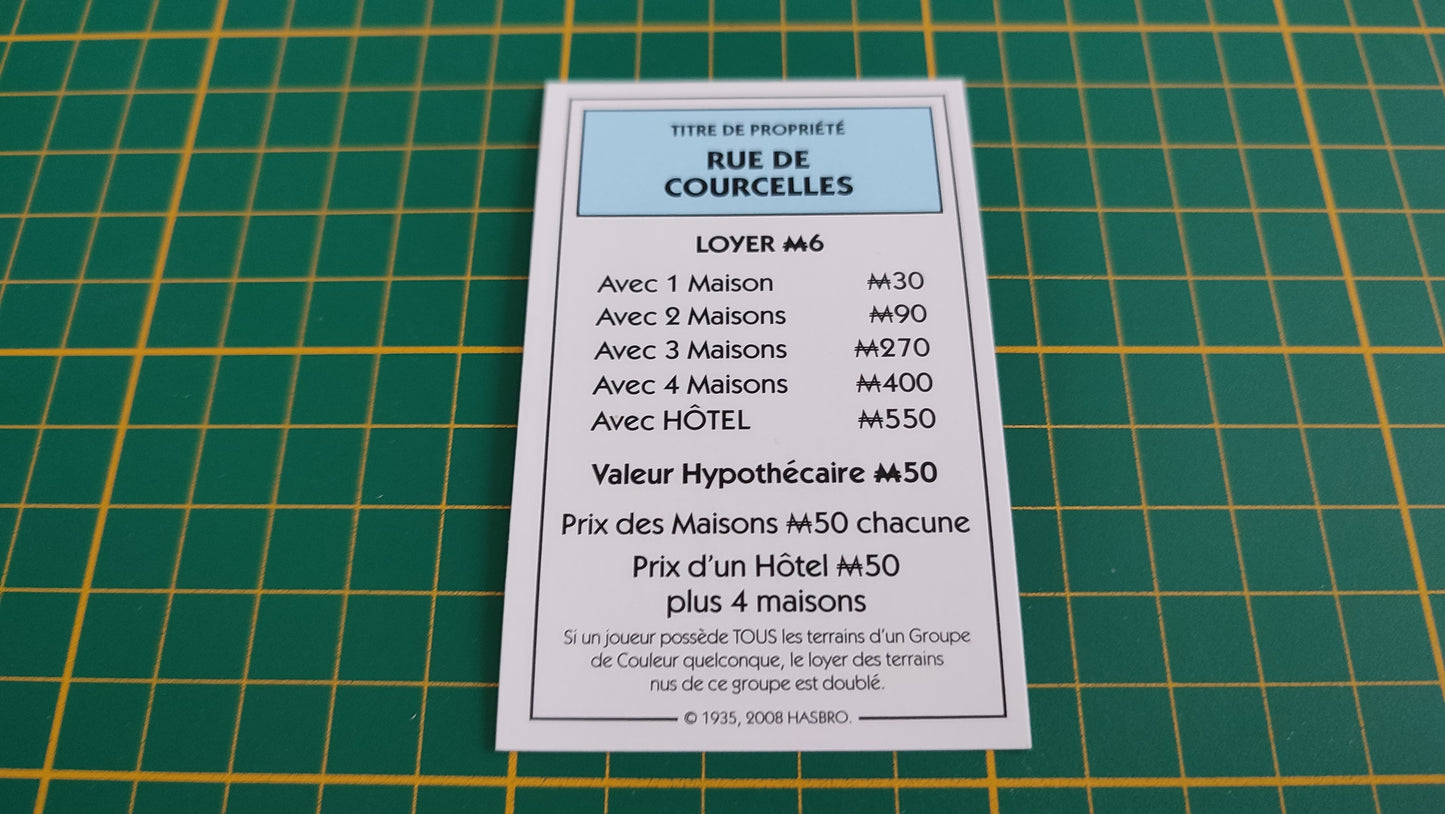 TITRE DE PROPRIÉTÉ
RUE DE
COURCELLES
LOYER ₩6
Avec 1 Maison ₩30
Avec 2 Maisons ₩90
Avec 3 Maisons ₩270
Avec 4 Maisons ₩400
Avec HÔTEL ₩550
Valeur Hypothécaire ₩50
Prix des Maisons ₩50 chacune
Prix d’un Hôtel ₩50
plus 4 maisons
Si un joueur possède TOUS les terrains d’un Groupe
de Couleur quelconque, le loyer des terrains
nus de ce groupe est doublé.
© 1935, 2008 HASBRO.